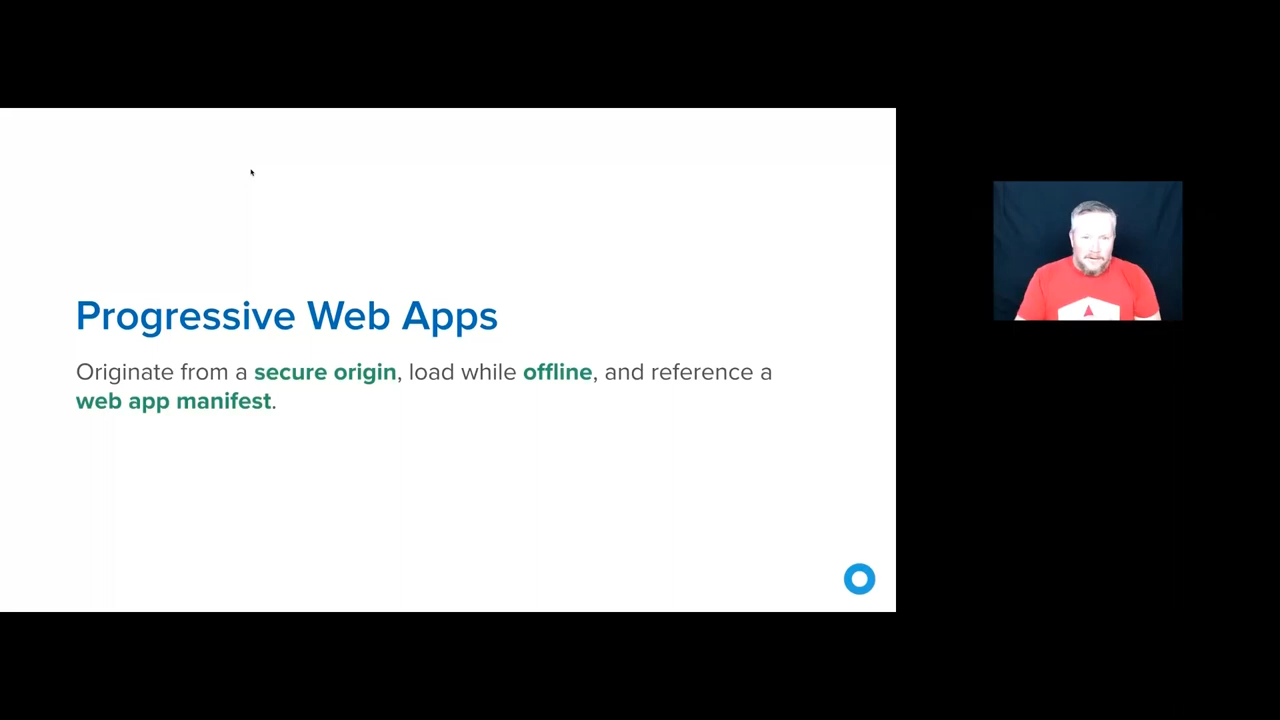 Progressive Web Apps
Originate from a secure origin, load while offline, and reference a
web app manifest.